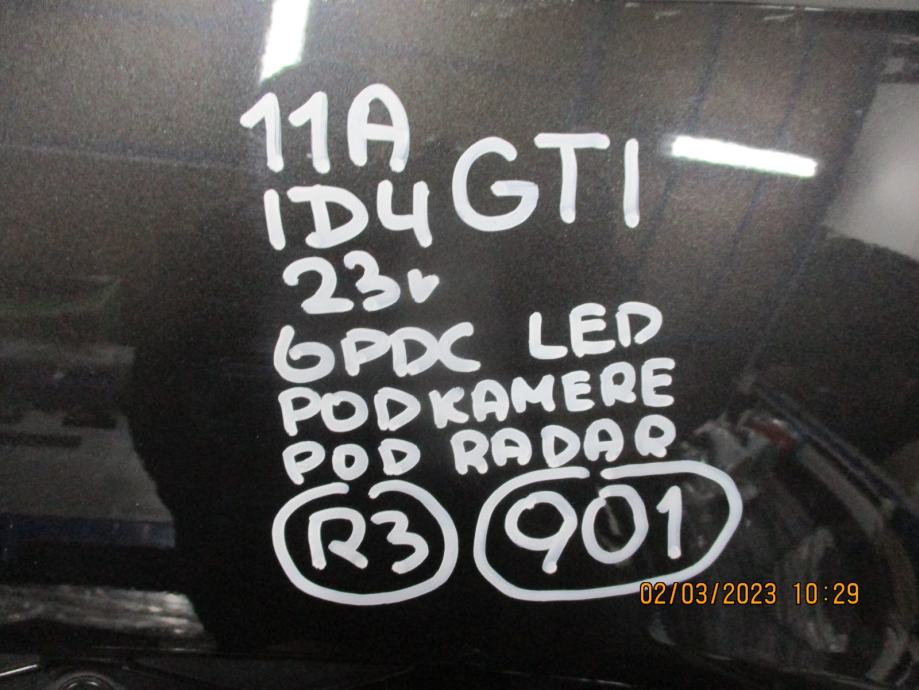 11A
1D4 GTI
23v
6PDC LED
PODKAMERE
POD RADAR
R3 901
02/03/2023 10:29